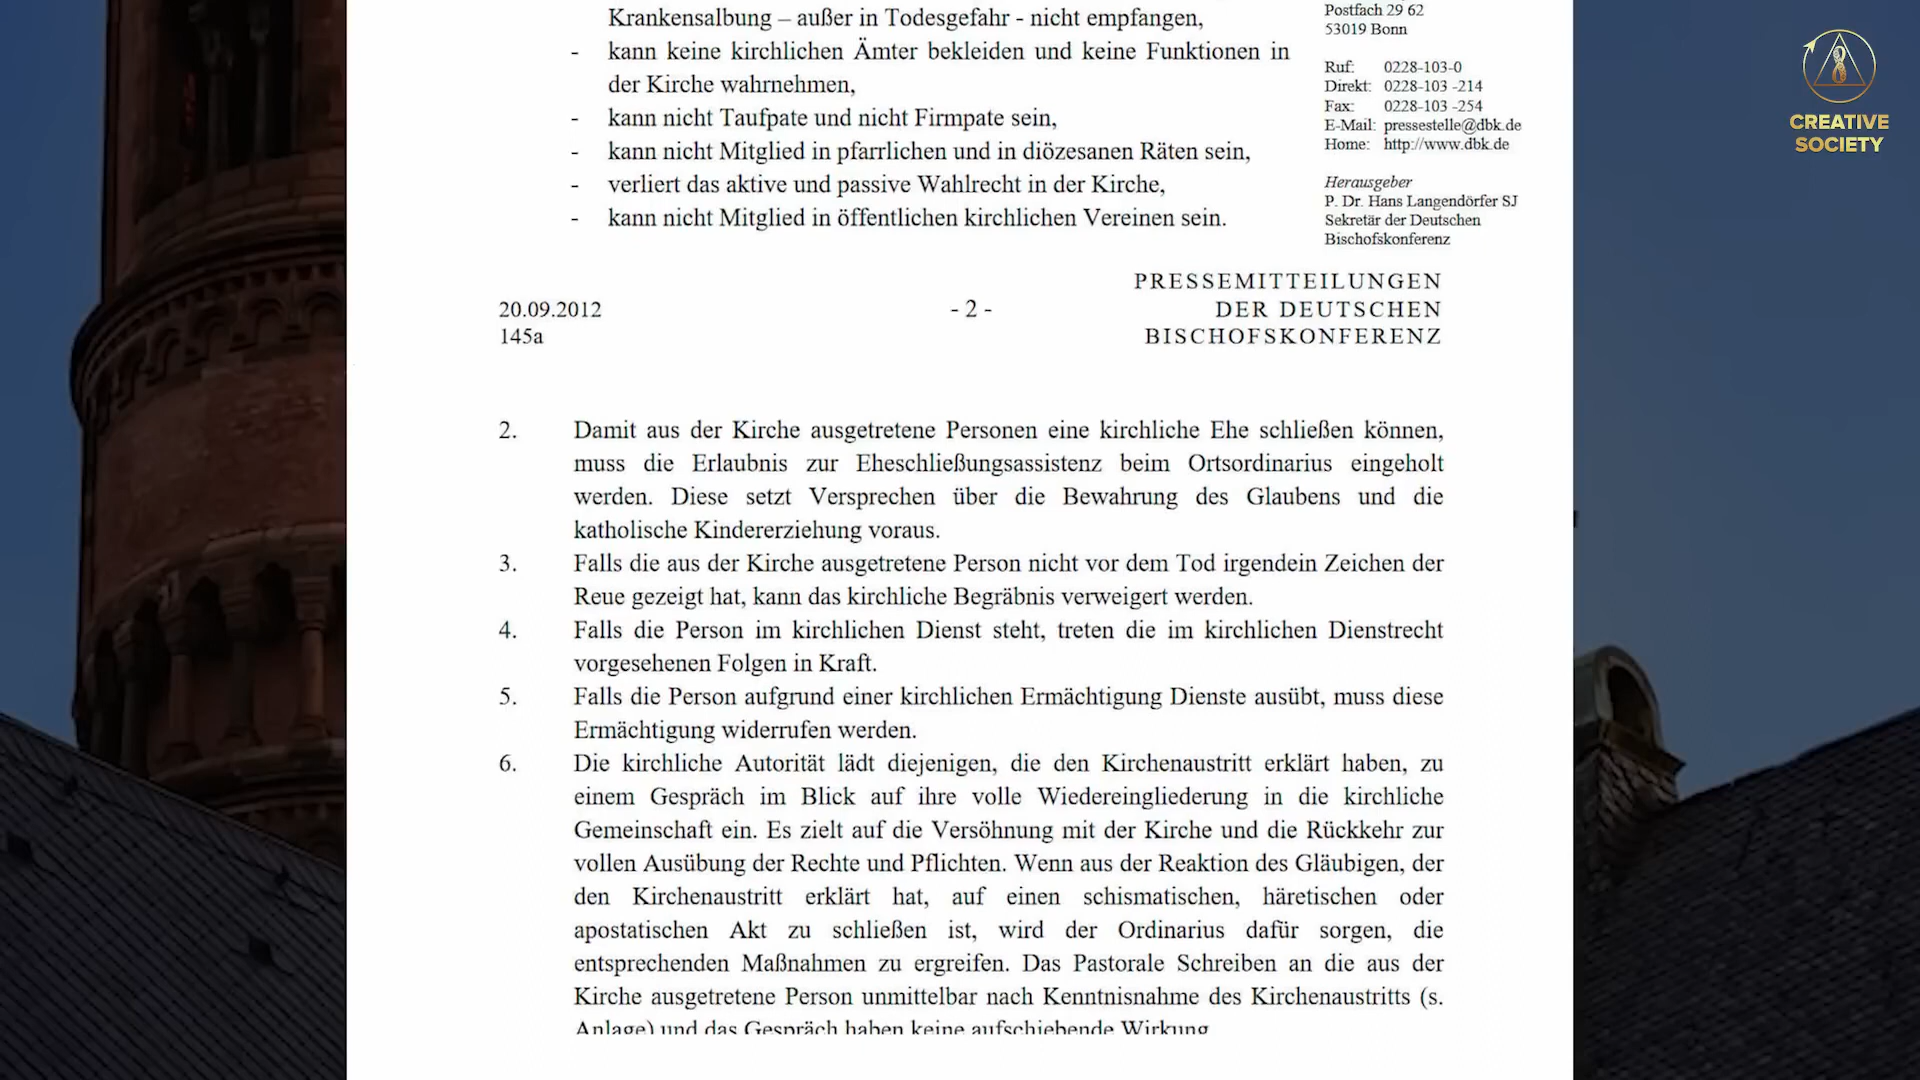 Krankensalbung – außer in Todesgefahr - nicht empfangen,
- kann keine kirchlichen Ämter bekleiden und keine Funktionen in
der Kirche wahrnehmen,
- kann nicht Taufpate und nicht Firmpate sein,
- kann nicht Mitglied in pfarrlichen und in diözesanen Räten sein,
- verliert das aktive und passive Wahlrecht in der Kirche,
- kann nicht Mitglied in öffentlichen kirchlichen Vereinen sein.
Postfach 29 62
53019 Bonn
Ruf: 0228-103-0
Direkt: 0228-103 -214
Fax: 0228-103 -254
E-Mail: pressestelle@dbk.de
Home: http://www.dbk.de
Herausgeber
P. Dr. Hans Langendörfer SJ
Sekretär der Deutschen
Bischofskonferenz
CREATIVE
SOCIETY
20.09.2012
145a
- 2 -
PRESSEMITTEILUNGEN
DER DEUTSCHEN
BISCHOFSKONFERENZ
2. Damit aus der Kirche ausgetretene Personen eine kirchliche Ehe schließen können,
muss die Erlaubnis zur Eheschließungsassistenz beim Ortsordinarius eingeholt
werden. Diese setzt Versprechen über die Bewahrung des Glaubens und die
katholische Kindererziehung voraus.
3. Falls die aus der Kirche ausgetretene Person nicht vor dem Tod irgendein Zeichen der
Reue gezeigt hat, kann das kirchliche Begräbnis verweigert werden.
4. Falls die Person im kirchlichen Dienst steht, treten die im kirchlichen Dienstrecht
vorgesehenen Folgen in Kraft.
5. Falls die Person aufgrund einer kirchlichen Ermächtigung Dienste ausübt, muss diese
Ermächtigung widerrufen werden.
6. Die kirchliche Autorität lädt diejenigen, die den Kirchenaustritt erklärt haben, zu
einem Gespräch im Blick auf ihre volle Wiedereingliederung in die kirchliche
Gemeinschaft ein. Es zielt auf die Versöhnung mit der Kirche und die Rückkehr zur
vollen Ausübung der Rechte und Pflichten. Wenn aus der Reaktion des Gläubigen, der
den Kirchenaustritt erklärt hat, auf einen schismatischen, häretischen oder
apostatischen Akt zu schließen ist, wird der Ordinarius dafür sorgen, die
entsprechenden Maßnahmen zu ergreifen. Das Pastorale Schreiben an die aus der
Kirche ausgetretene Person unmittelbar nach Kenntnisnahme des Kirchenaustritts (s.
Anlage) und das Gespräch haben keine aufschiebende Wirkung